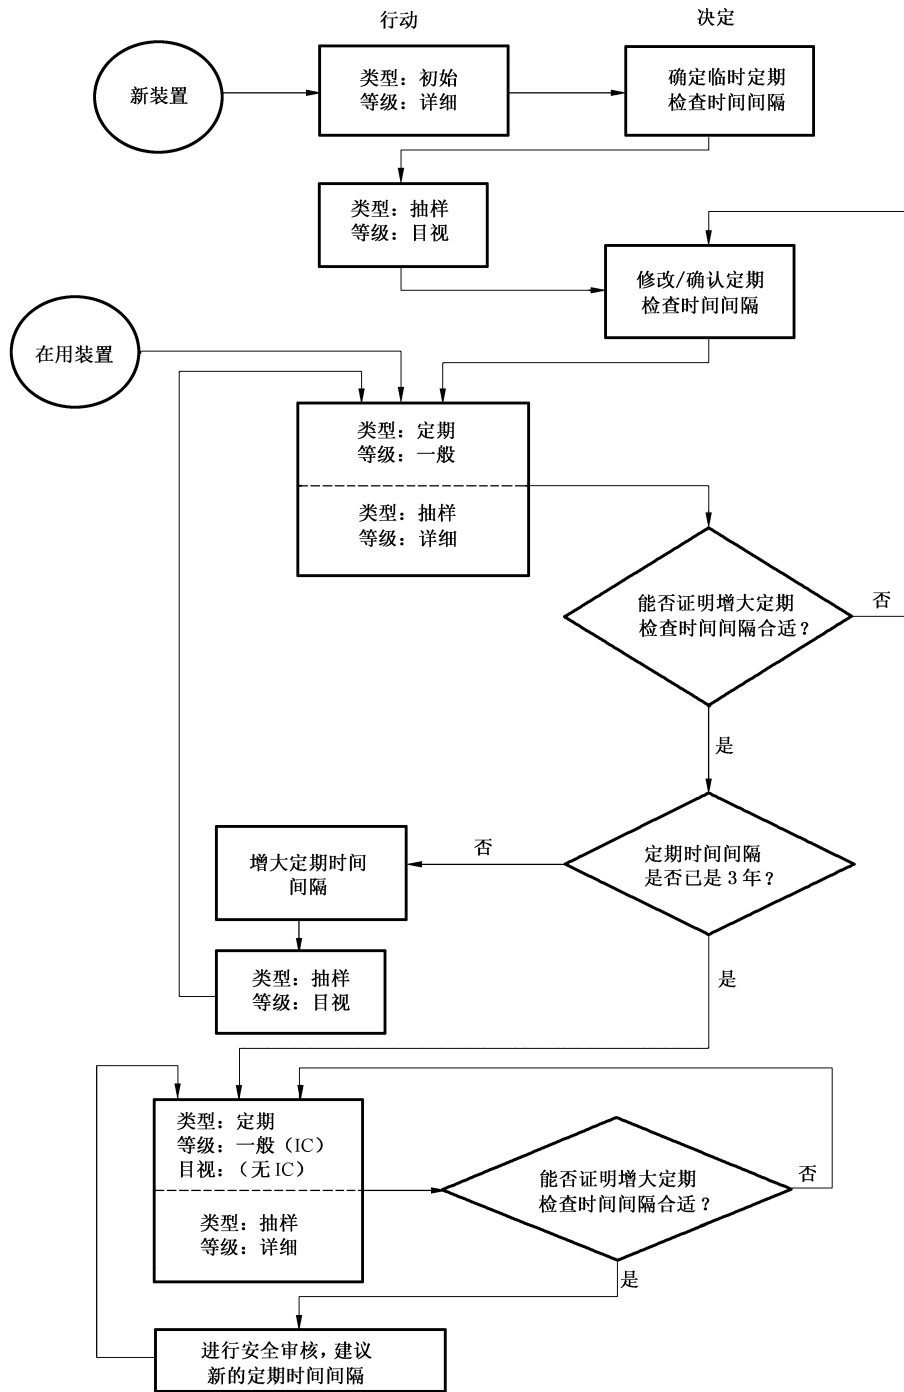 行动
决定
新装置
类型：初始
等级：详细
确定临时定期
检查时间间隔
类型：抽样
等级：目视
修改/确认定期
检查时间间隔
在用装置
类型：定期
等级：一般
类型：抽样
等级：详细
能否证明增大定期
检查时间间隔合适？
否
是
定期时间间隔
是否已是3年？
否
增大定期时间
间隔
类型：抽样
等级：目视
是
类型：定期
等级：一般（IC）
目视：（无IC）
类型：抽样
等级：详细
能否证明增大定期
检查时间间隔合适？
否
是
进行安全审核，建议
新的定期时间间隔